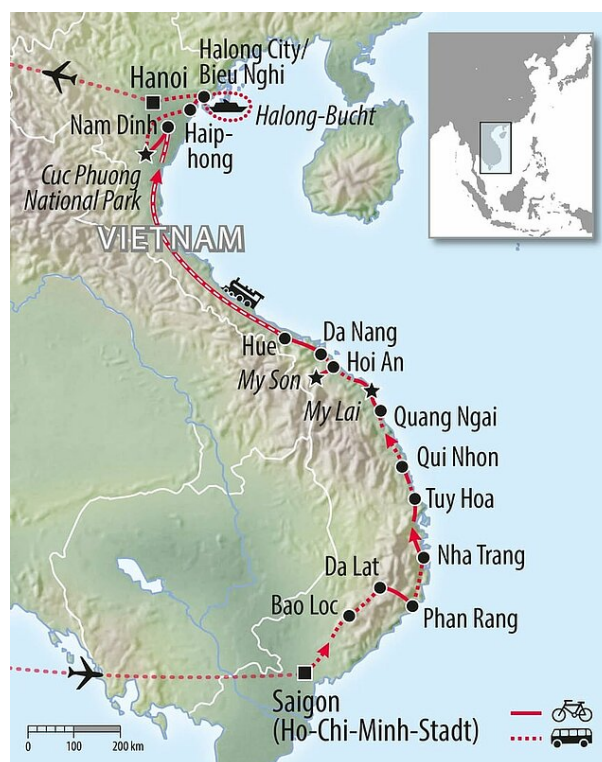 Halong City/
Bieu Nghi
Hanoi
Halong-Bucht
Nam Dinh
Haip-
hong
Cuc Phuong
National Park
VIETNAM
Hue
Da Nang
Hoi An
My Son
My Lai
Quang Ngai
Qui Nhon
Tuy Hoa
Nha Trang
Da Lat
Bao Loc
Phan Rang
Saigon
(Ho-Chi-Minh-Stadt)
0 100 200 km